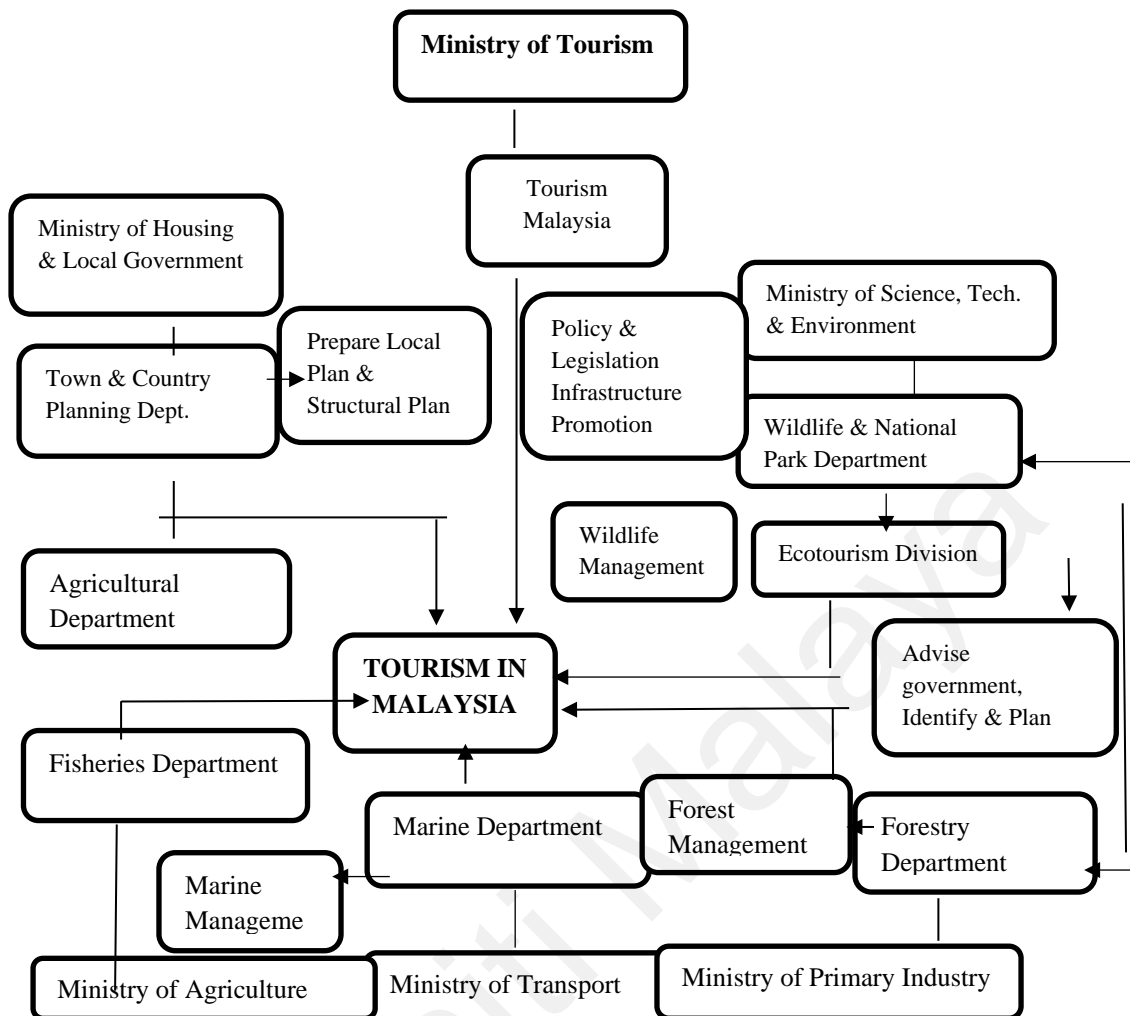 Ministry of Tourism
Tourism
Malaysia
Ministry of Housing
& Local Government
Ministry of Science, Tech.
& Environment
Policy &
Legislation
Infrastructure
Promotion
Prepare Local
Plan &
Structural Plan
Town & Country
Planning Dept.
Wildlife & National
Park Department
Wildlife
Management
Ecotourism Division
Agricultural
Department
TOURISM IN
MALAYSIA
Advise
government,
Identify & Plan
Fisheries Department
Marine Department
Forest
Management
Forestry
Department
Marine
Manageme
Ministry of Agriculture
Ministry of Transport
Ministry of Primary Industry
iti Malaya